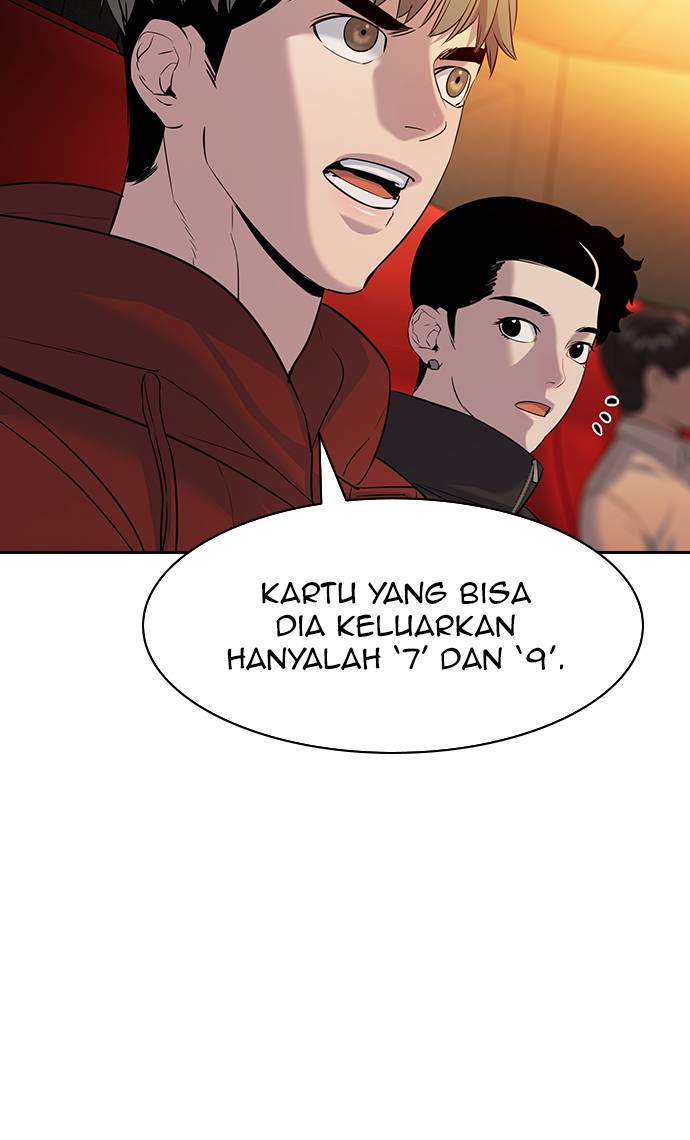 KARTU YANG BISA
DIA KELUARKAN
HANYALAH ‘7’ DAN ‘9’.